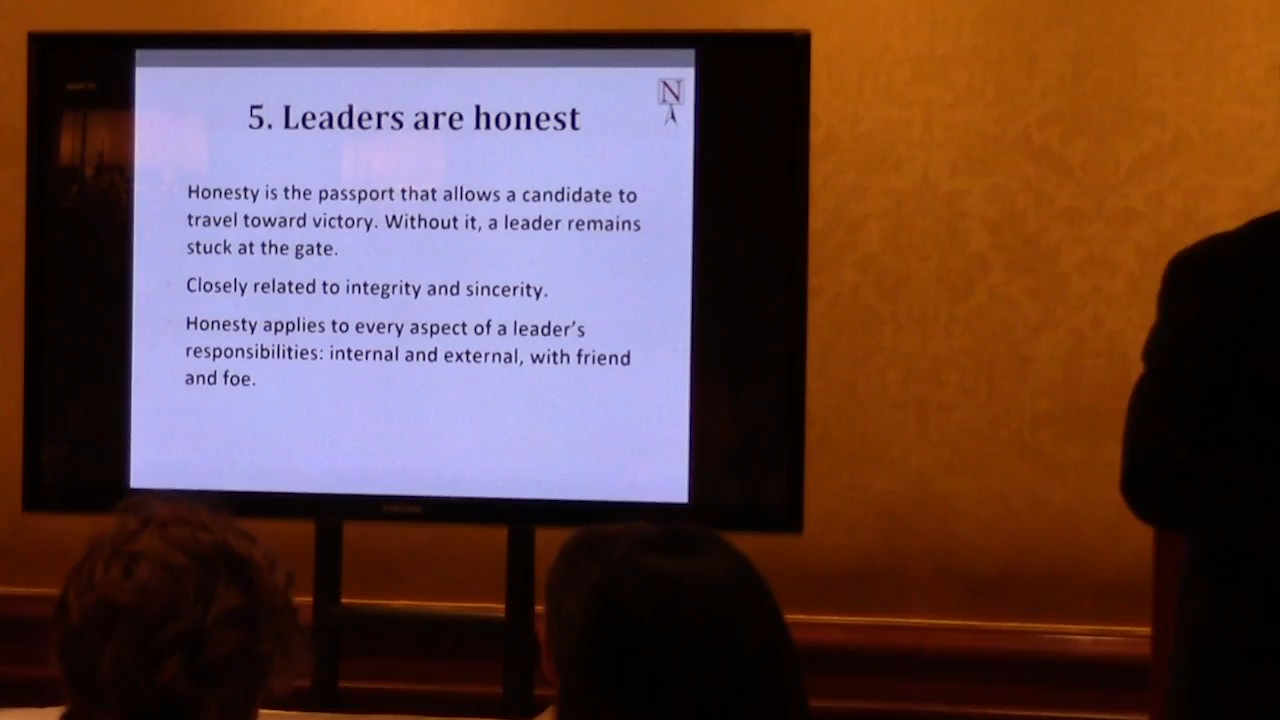 5. Leaders are honest
N
Honesty is the passport that allows a candidate to
travel toward victory. Without it, a leader remains
stuck at the gate.
Closely related to integrity and sincerity.
Honesty applies to every aspect of a leader's
responsibilities: internal and external, with friend
and foe.